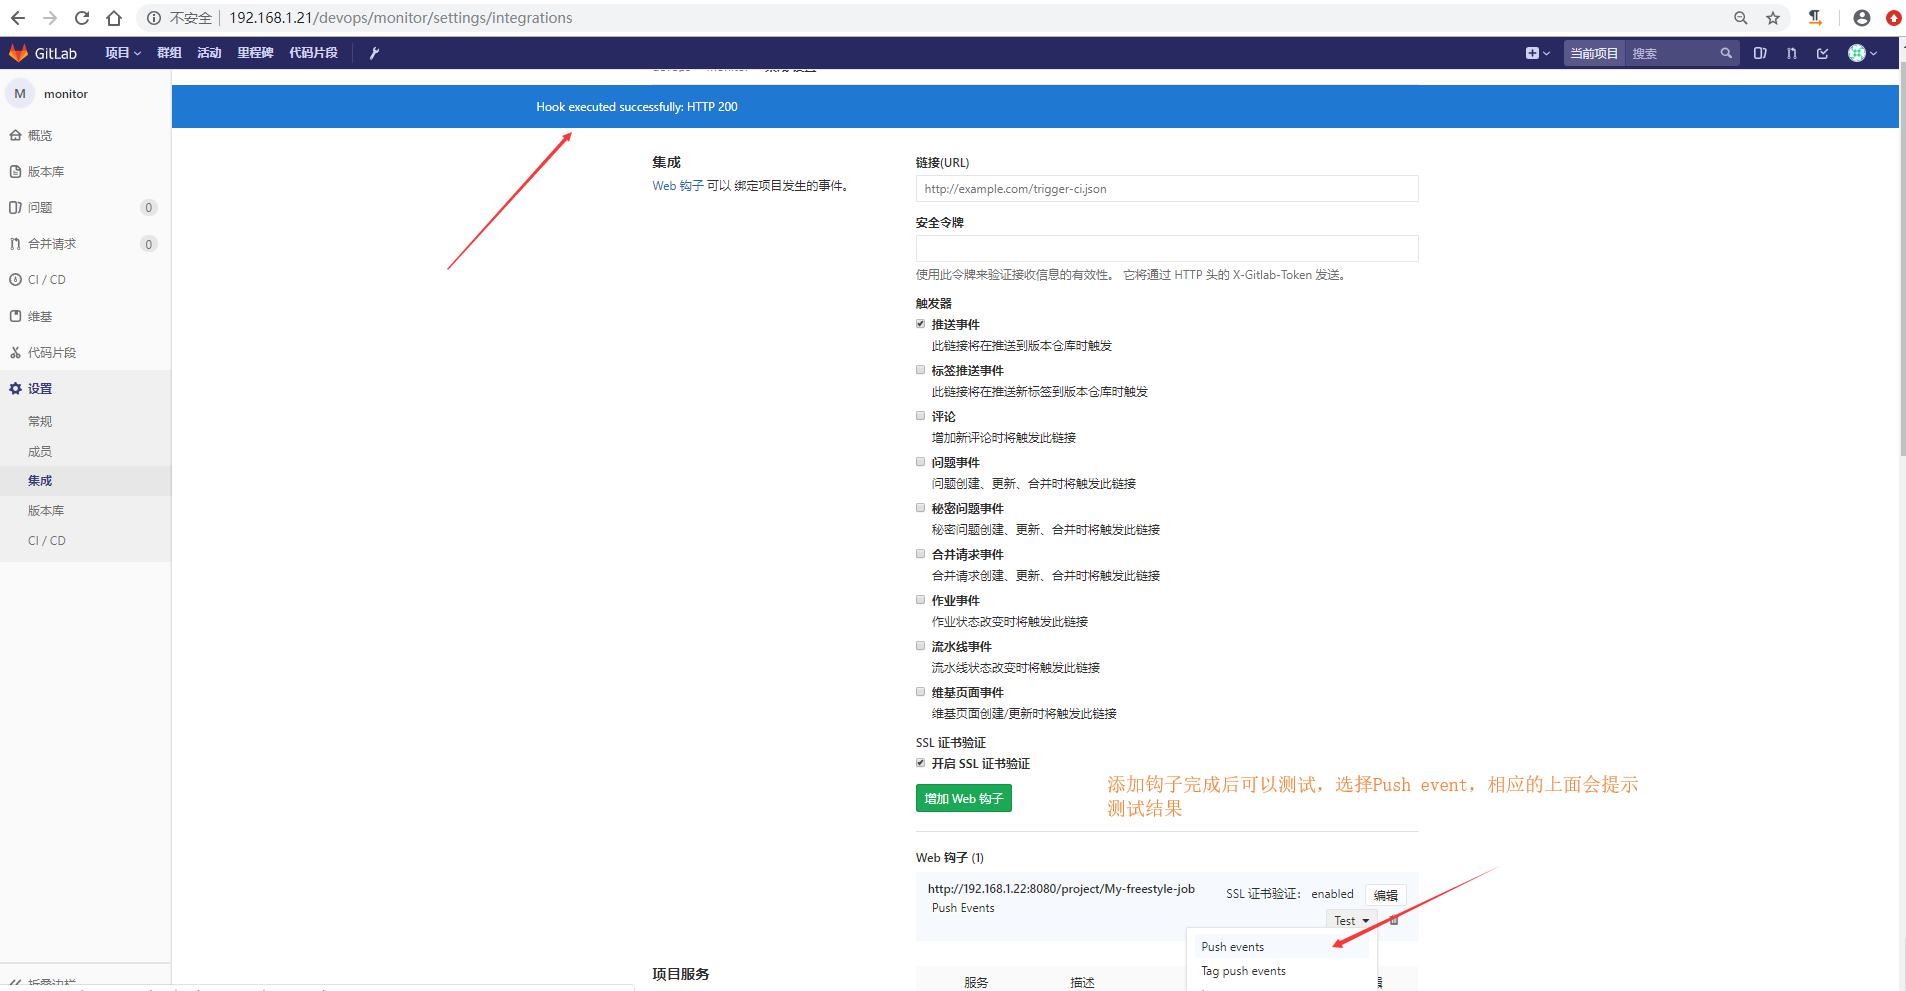 不安全 192.168.1.21/devops/monitor/settings/integrations
GitLab 项目 群组 活动 里程碑 代码片段 当前项目 搜索
M monitor
概览
版本库
问题 0
合并请求 0
CI / CD
维基
代码片段
设置
常规
成员
集成
版本库
CI / CD
Hook executed successfully: HTTP 200
集成
Web 钩子 可以 绑定项目发生的事件。
链接(URL)
http://example.com/trigger-ci.json
安全令牌
使用此令牌来验证接收信息的有效性。 它将通过 HTTP 头的 X-Gitlab-Token 发送。
触发器
推送事件
此链接将在推送到版本仓库时触发
标签推送事件
此链接将在推送新标签到版本仓库时触发
评论
增加新评论时将触发此链接
问题事件
问题创建、更新、合并时将触发此链接
秘密问题事件
秘密问题创建、更新、合并时将触发此链接
合并请求事件
合并请求创建、更新、合并时将触发此链接
作业事件
作业状态改变时将触发此链接
流水线事件
流水线状态改变时将触发此链接
维基页面事件
维基页面创建/更新时将触发此链接
SSL 证书验证
开启 SSL 证书验证
增加 Web 钩子
添加钩子完成后可以测试，选择Push event，相应的上面会提示
测试结果
Web 钩子 (1)
http://192.168.1.22:8080/project/My-freestyle-job SSL 证书验证： enabled 编辑
Push Events
Test
Push events
Tag push events
项目服务
服务 描述